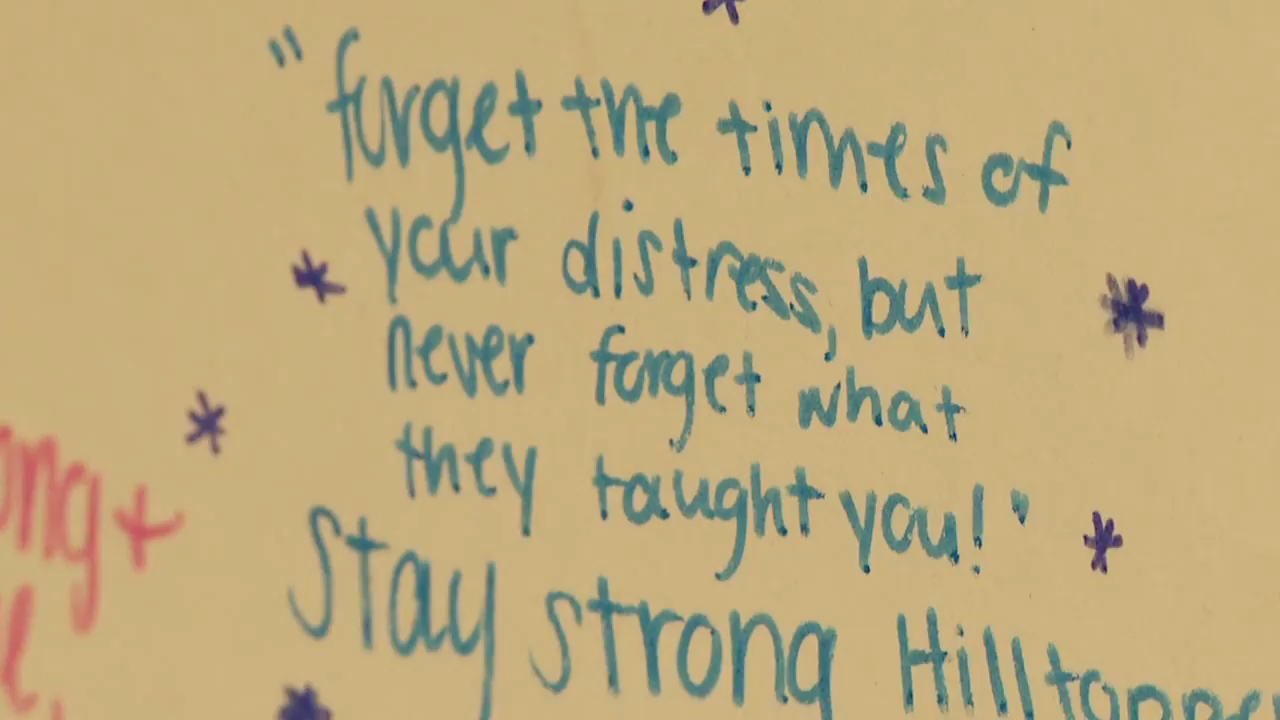 "forget the times of
your distress, but
never forget what
they taught you!"
Stay strong